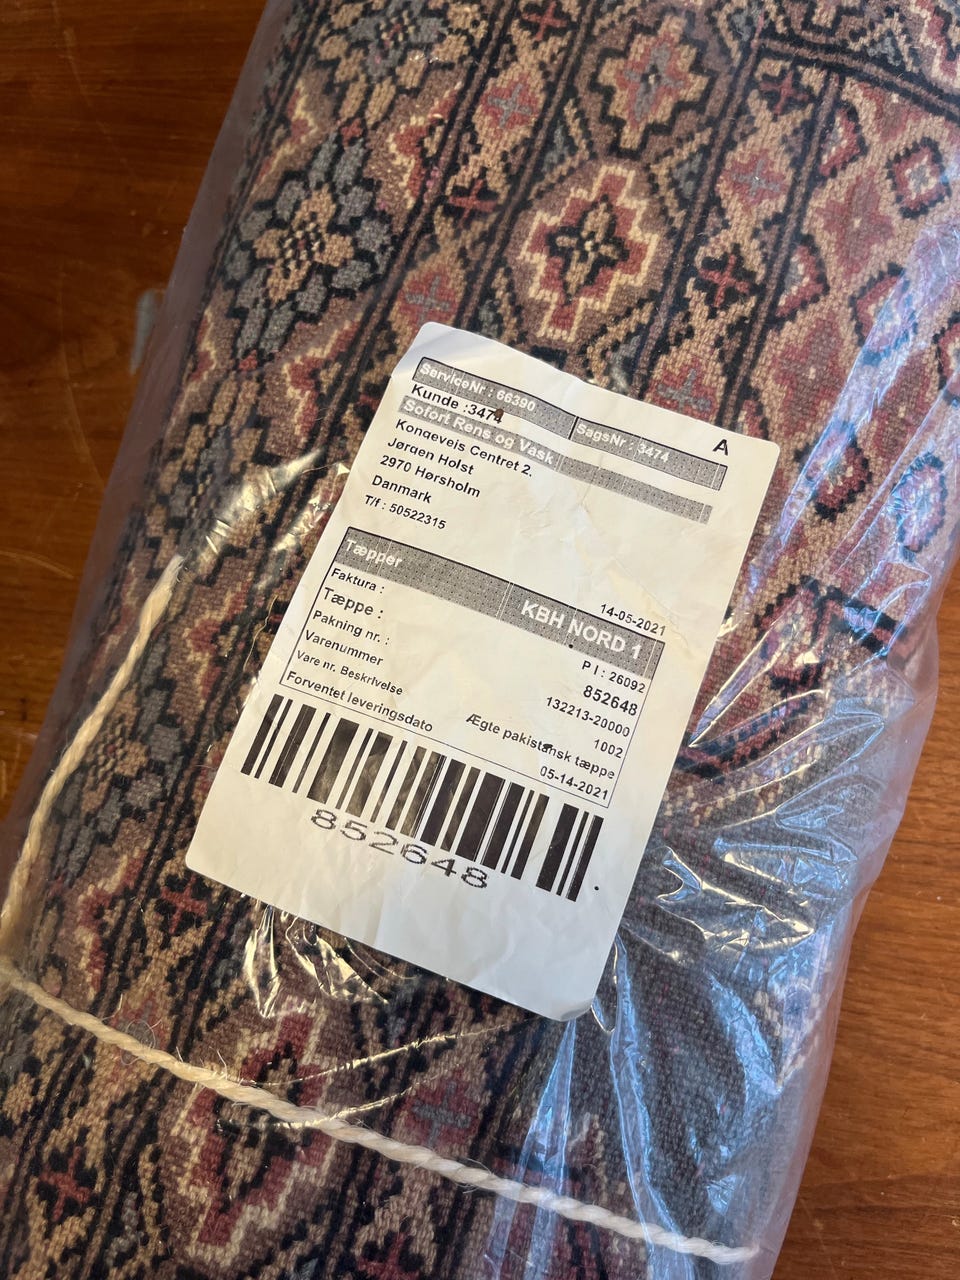 ServiceNr : 66390
SagsNr : 3474
A
Kunde :3474
Sofort Rens og Vask
Kongevejs Centret 2.
Jørgen Holst
2970 Hørsholm
Danmark
T/f : 50522315
14-05-2021
Tæpper
KBH NORD 1
Faktura :
P I : 26092
Tæppe :
852648
Pakning nr. :
132213-20000
Varenummer
1002
Vare nr. Beskrivelse
Ægte pakistansk tæppe
Forventet leveringsdato
05-14-2021
852648